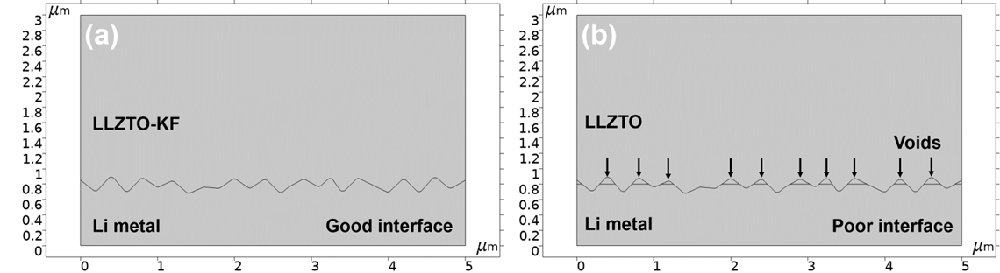 μm
3
2.8
2.6
2.4
2.2
2
1.8
1.6
1.4
1.2
1
0.8
0.6
0.4
0.2
0
(a)
LLZTO-KF
Li metal
Good interface
μm
0 1 2 3 4 5
μm
3
2.8
2.6
2.4
2.2
2
1.8
1.6
1.4
1.2
1
0.8
0.6
0.4
0.2
0
(b)
LLZTO
Voids
Li metal
Poor interface
μm
0 1 2 3 4 5